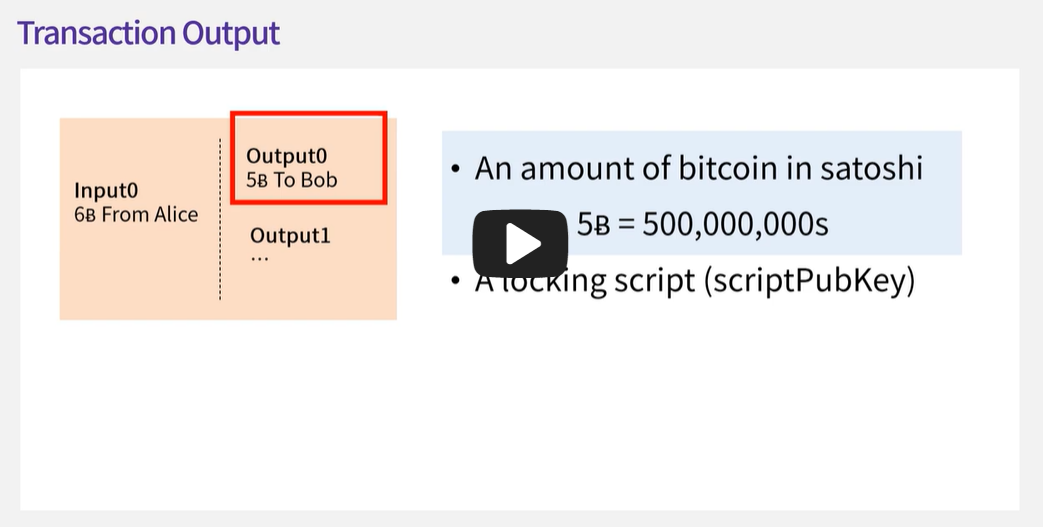 Transaction Output
Input0
6Ƀ From Alice
Output0
5Ƀ To Bob
Output1
...
• An amount of bitcoin in satoshi
5Ƀ = 500,000,000s
• A locking script (scriptPubKey)